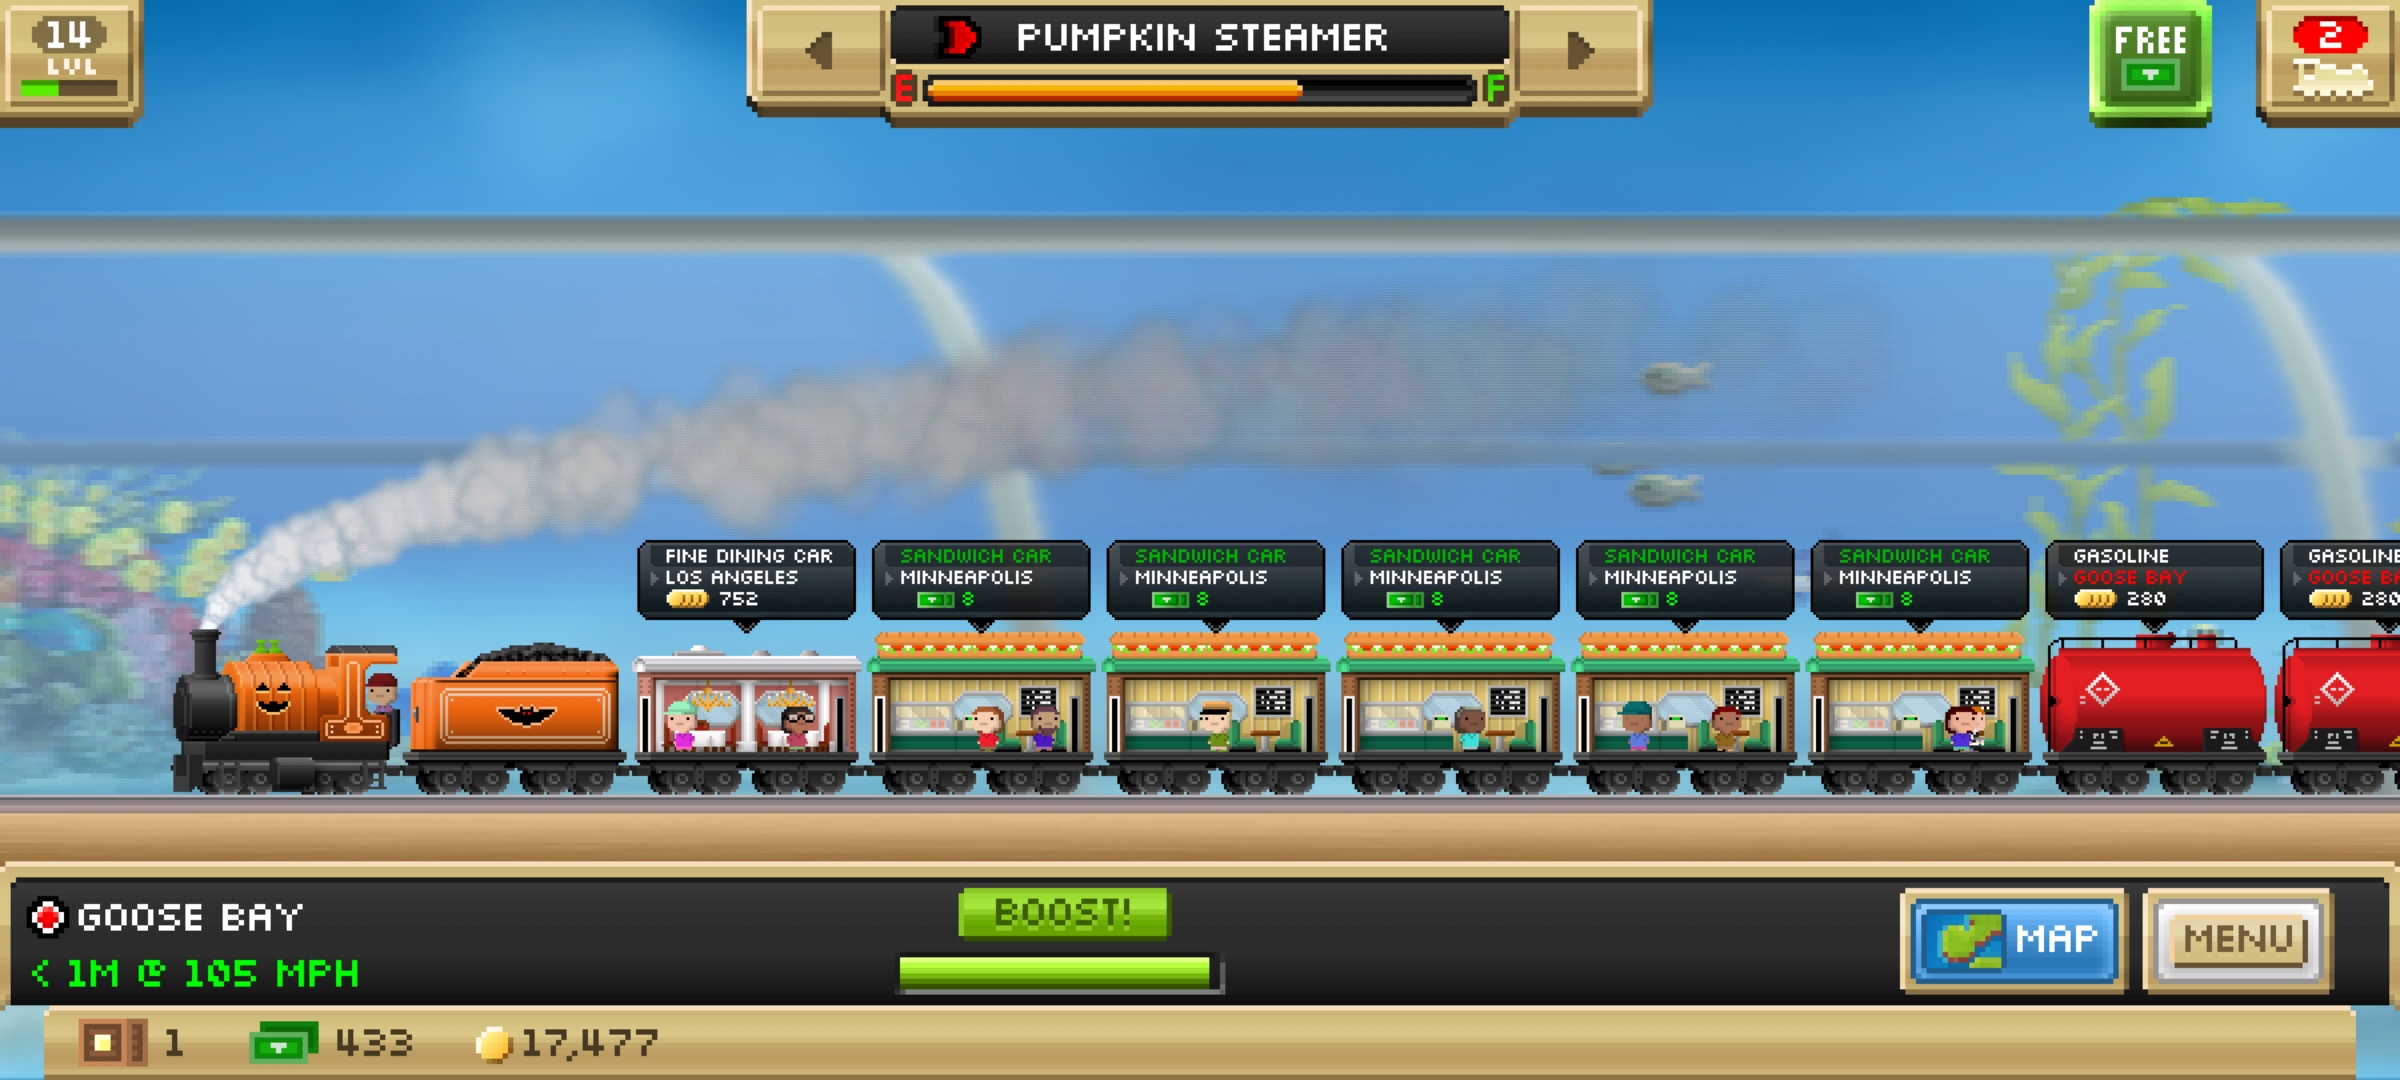 14
LVL
PUMPKIN STEAMER
E F
FREE
2
FINE DINING CAR
LOS ANGELES
752
SANDWICH CAR
MINNEAPOLIS
8
SANDWICH CAR
MINNEAPOLIS
8
SANDWICH CAR
MINNEAPOLIS
8
SANDWICH CAR
MINNEAPOLIS
8
SANDWICH CAR
MINNEAPOLIS
8
GASOLINE
GOOSE BAY
280
GASOLINE
GOOSE BA
280
GOOSE BAY
< 1M @ 105 MPH
BOOST!
MAP
MENU
1
433
17,477